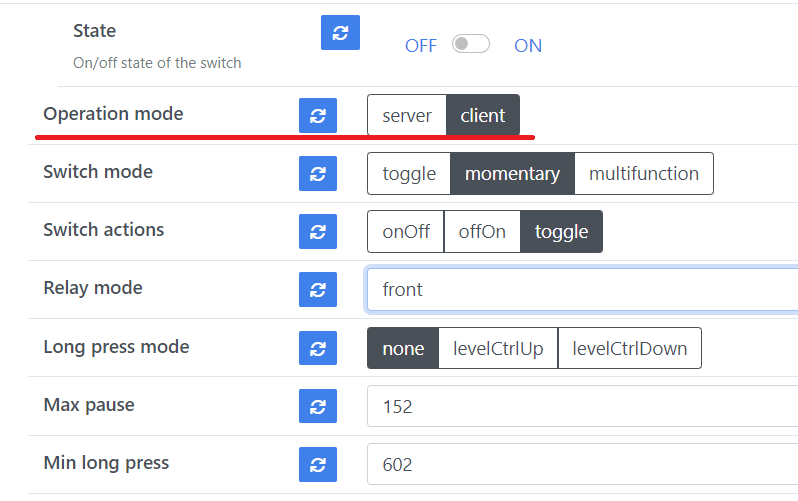 State
On/off state of the switch
OFF ON
Operation mode server client
Switch mode toggle momentary multifunction
Switch actions onOff offOn toggle
Relay mode front
Long press mode none levelCtrlUp levelCtrlDown
Max pause 152
Min long press 602